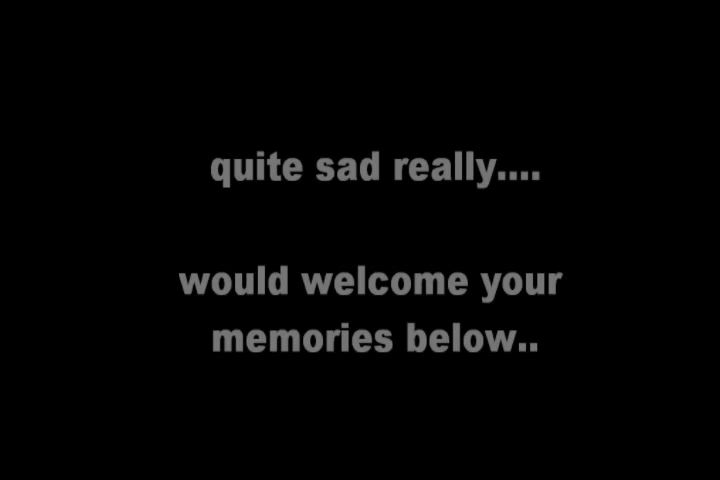 quite sad really....
would welcome your
memories below..